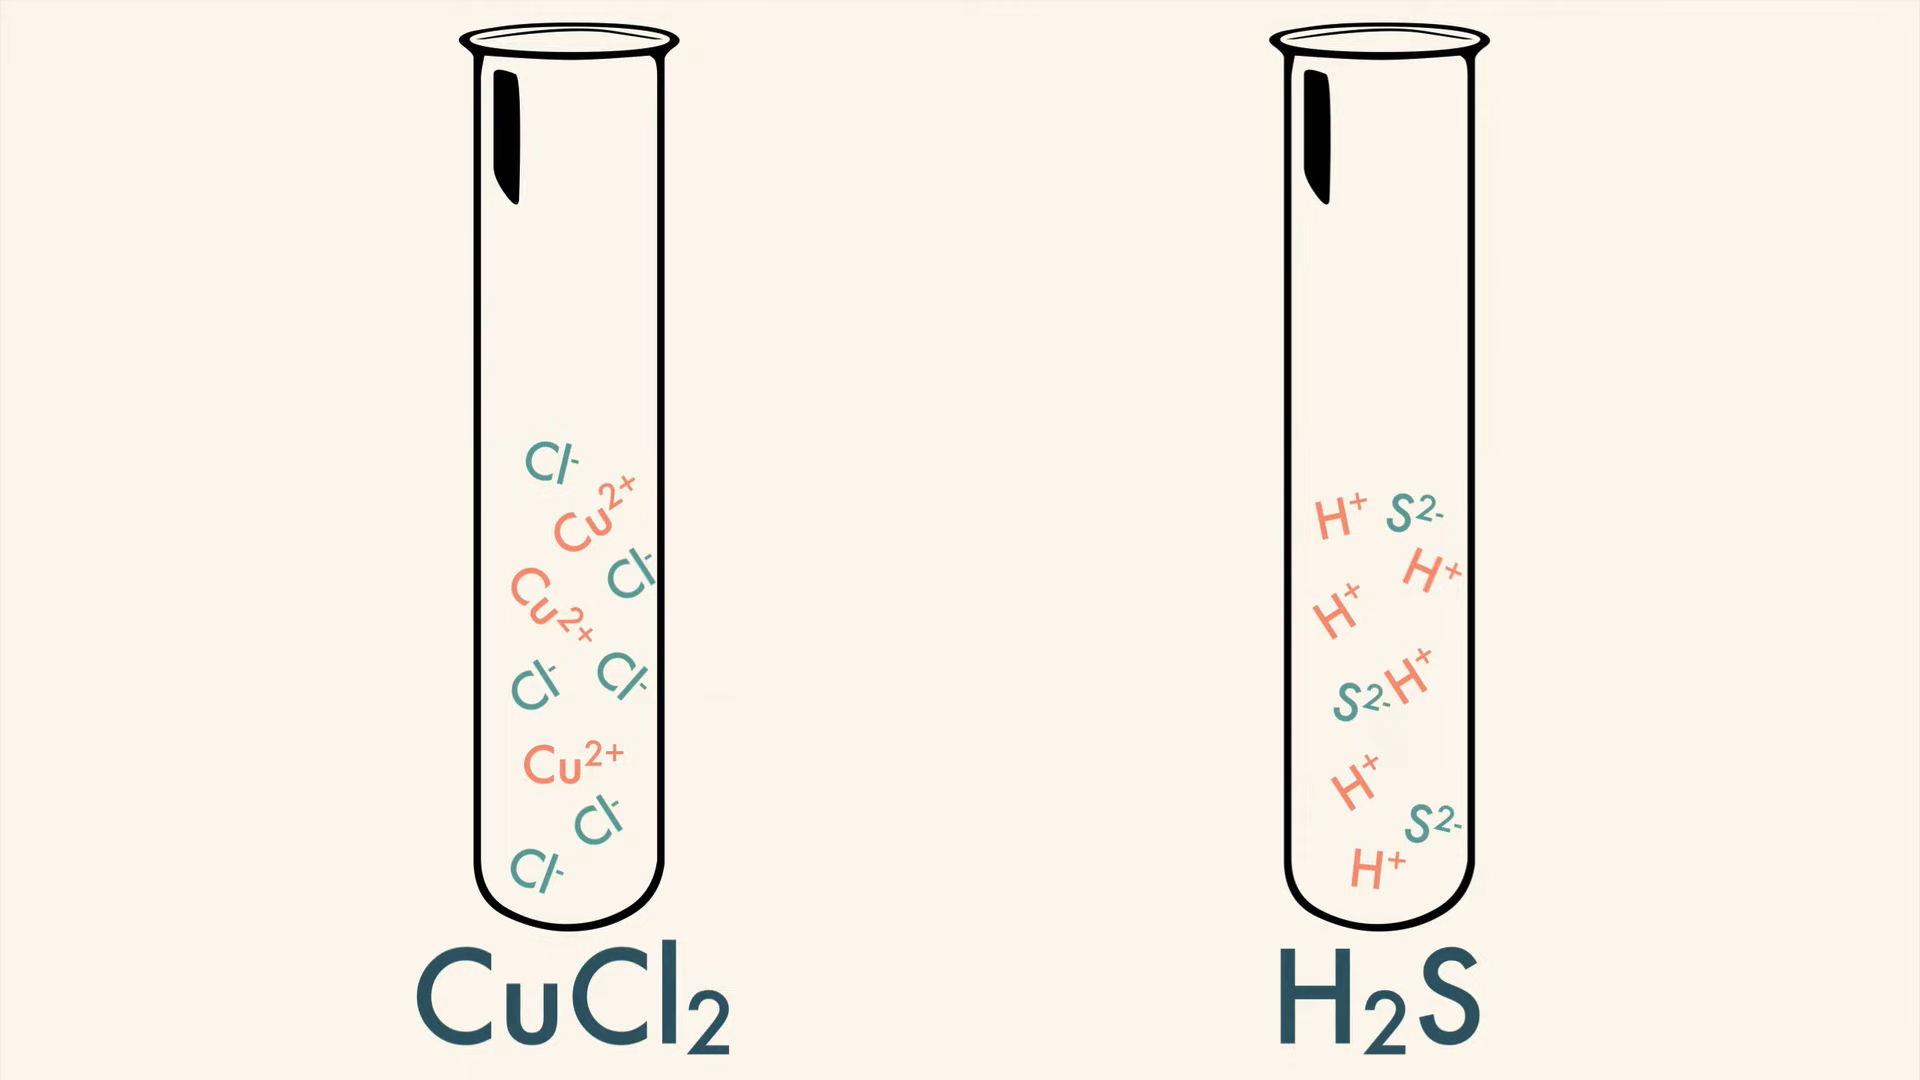 Cl-
Cu2+
Cl-
Cu2+
Cl-
Cl-
Cu2+
Cl-
Cl-
CuCl2
H+ S2-
H+
H+
S2- H+
H+
S2-
H+
H2S